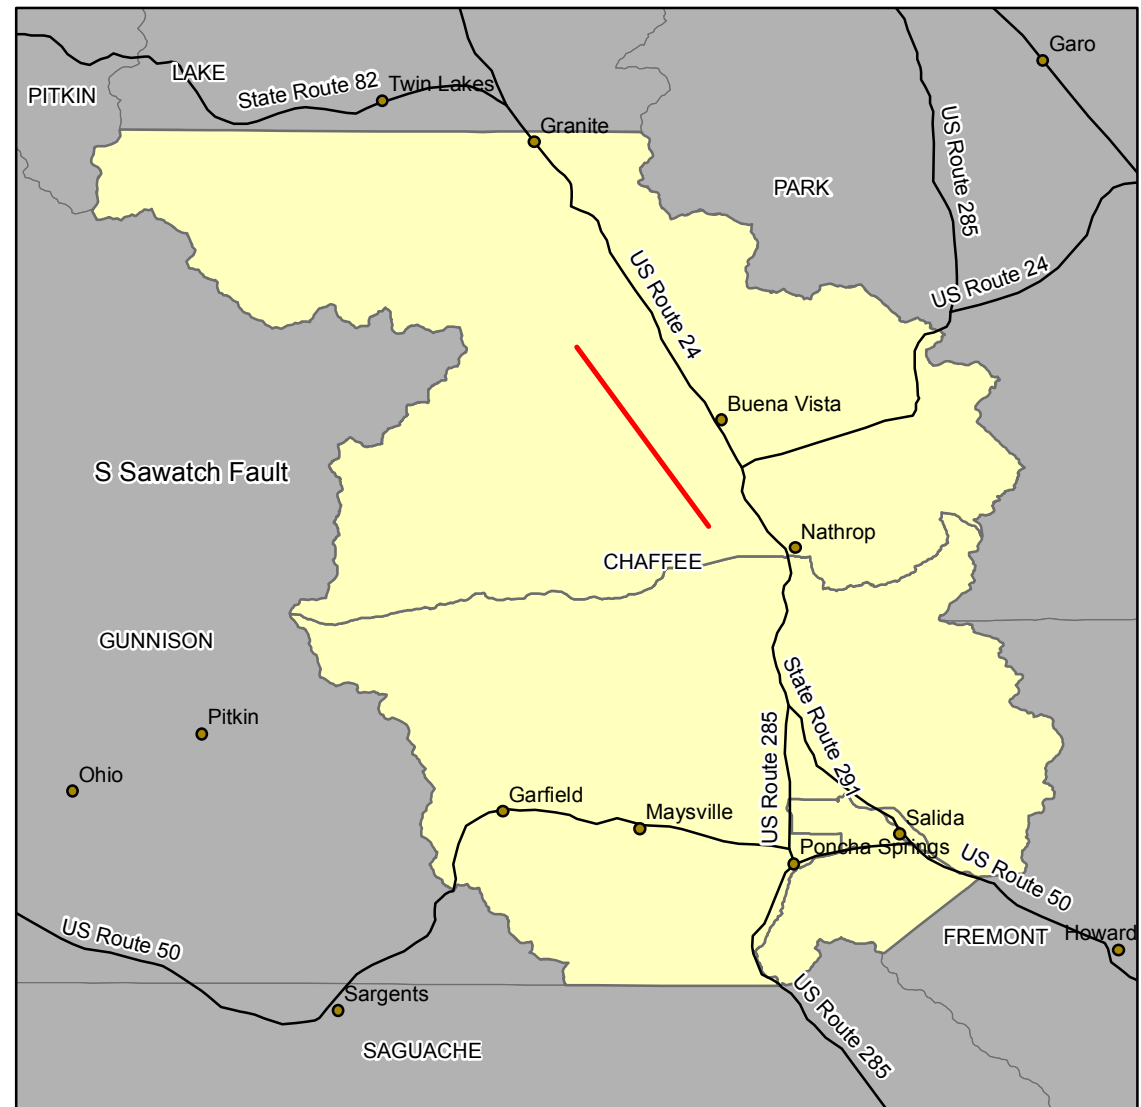 Garo
LAKE
PITKIN
State Route 82
Twin Lakes
Granite
US Route 285
PARK
US Route 24
US Route 24
Buena Vista
S Sawatch Fault
Nathrop
CHAFFEE
GUNNISON
State Route 291
Pitkin
US Route 285
Ohio
Garfield
Maysville
Salida
Poncha Springs
US Route 50
US Route 50
FREMONT
Howard
Sargents
US Route 285
SAGUACHE